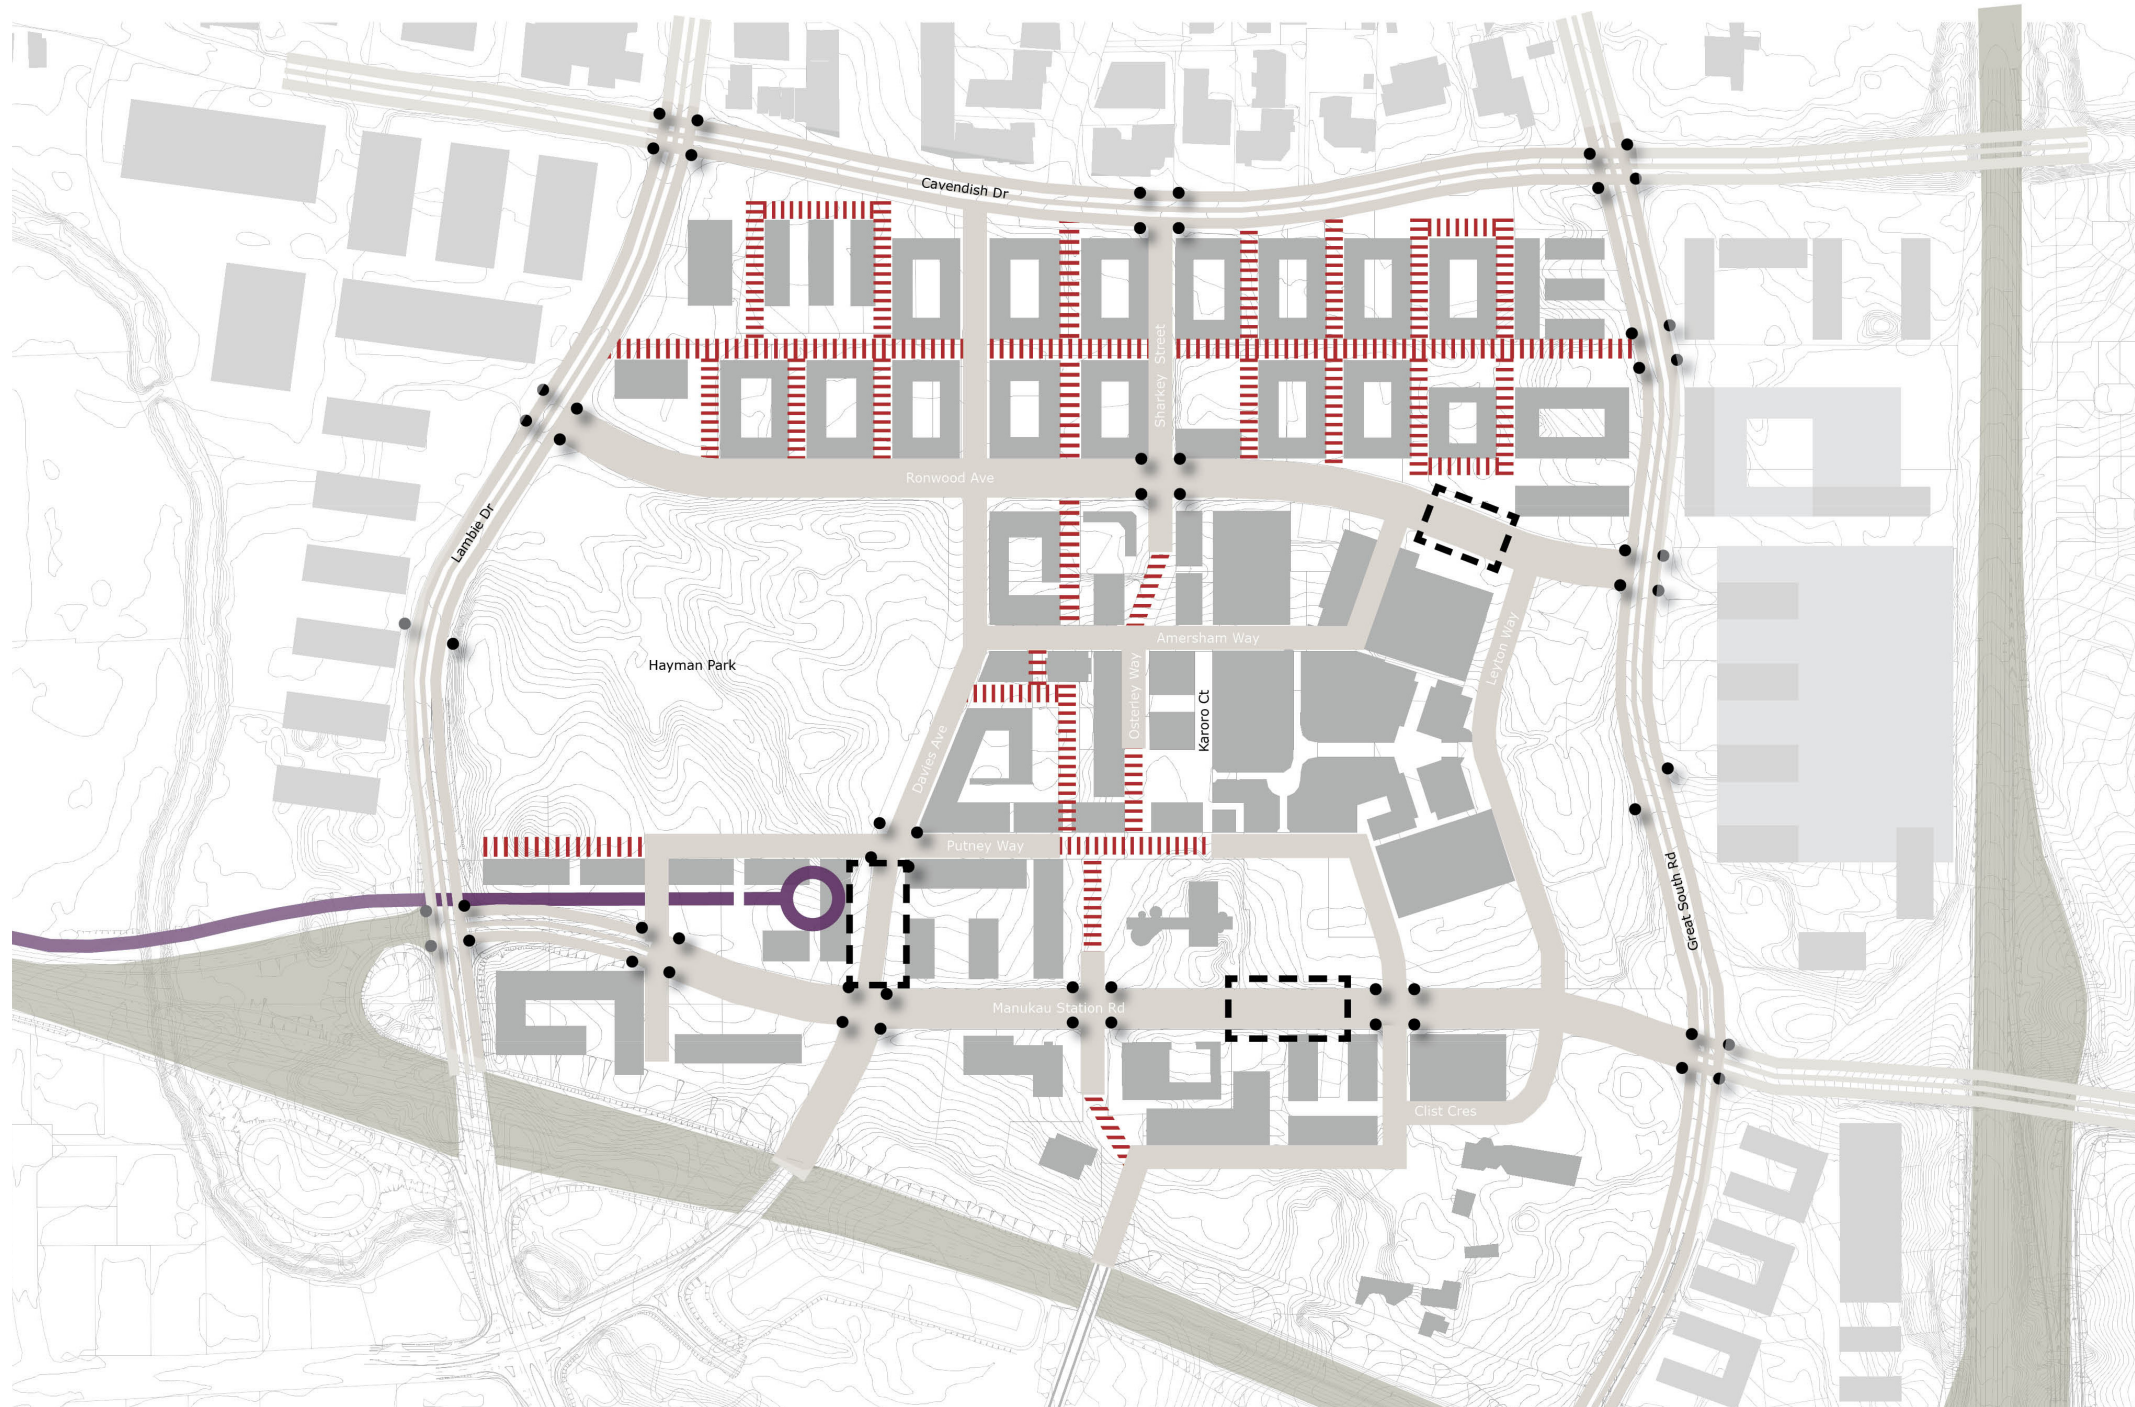 Cavendish Dr
Sharkey Street
Ronwood Ave
Lambie Dr
Hayman Park
Amersham Way
Leyton Way
Osterley Way
Karoro Ct
Davies Ave
Putney Way
Great South Rd
Manukau Station Rd
Clist Cres